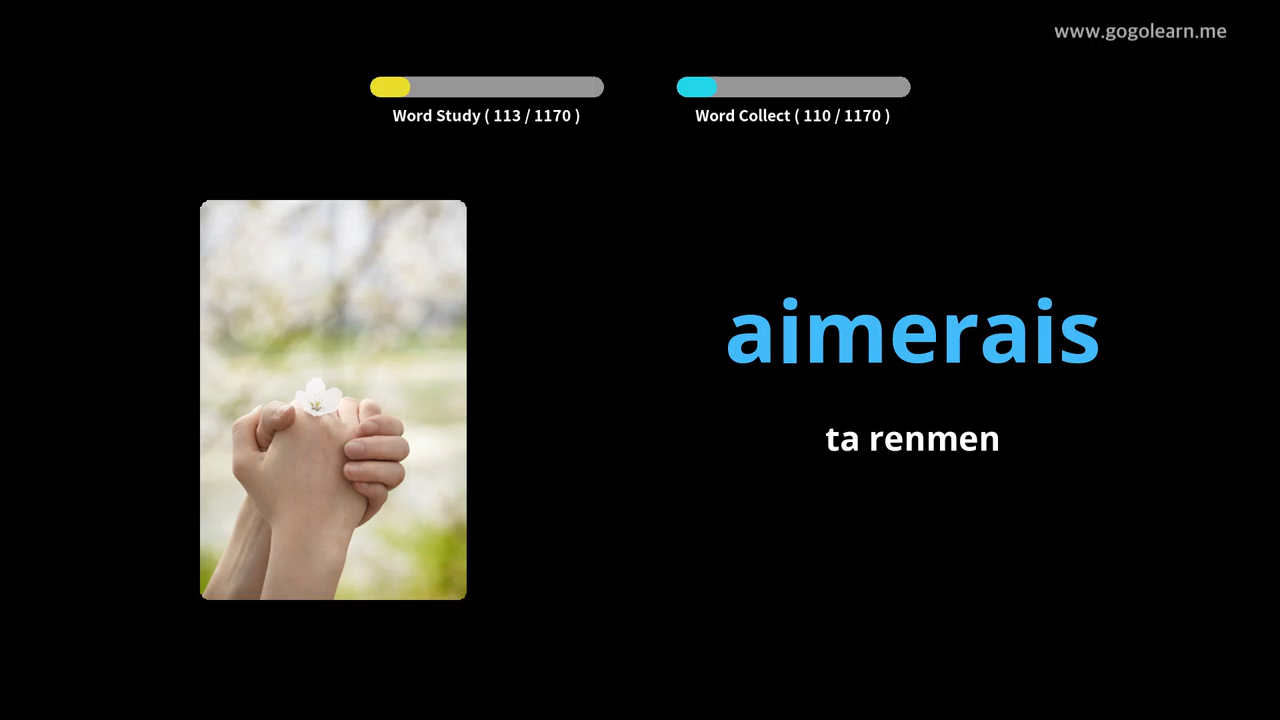 www.gogolearn.me
Word Study ( 113 / 1170 )
Word Collect ( 110 / 1170 )
aimerais
ta renmen